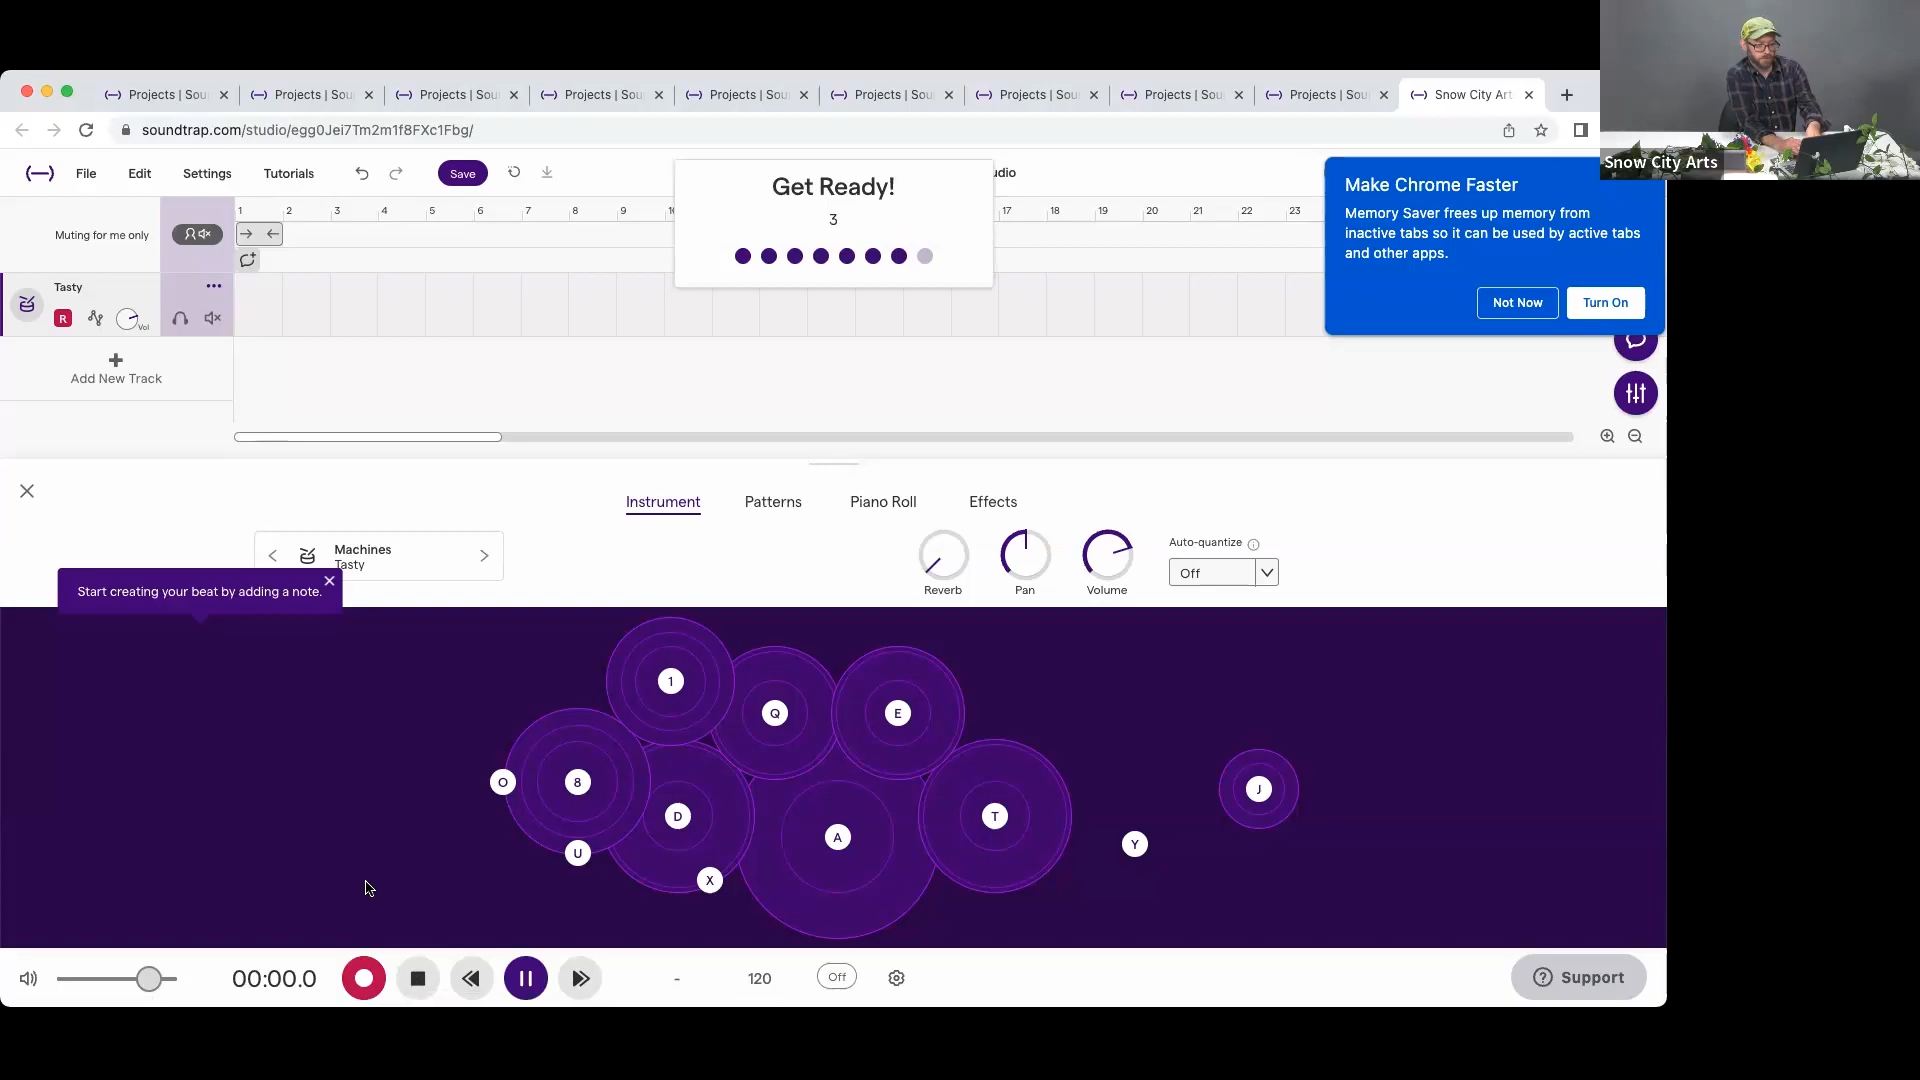 Projects | Sou
Projects | Sou
Projects | Sou
Projects | Sou
Projects | Sou
Projects | Sou
Projects | Sou
Projects | Sou
Projects | Sou
Snow City Art
soundtrap.com/studio/egg0Jei7Tm2m1f8FXc1Fbg/
Snow City Arts
File
Edit
Settings
Tutorials
Save
Get Ready!
3
udio
Make Chrome Faster
Memory Saver frees up memory from
inactive tabs so it can be used by active tabs
and other apps.
Not Now
Turn On
1 2 3 4 5 6 7 8 9 17 18 19 20 21 22 23
Muting for me only
Tasty
R
Vol
Add New Track
Instrument
Patterns
Piano Roll
Effects
Machines
Tasty
Reverb
Pan
Volume
Auto-quantize
Off
Start creating your beat by adding a note.
1
Q
E
O
8
D
A
T
J
U
X
Y
00:00.0
-
120
Off
Support